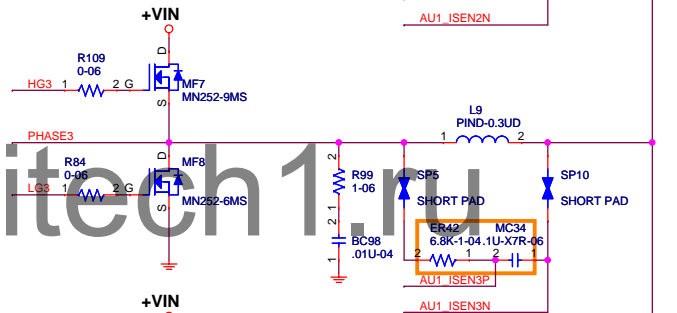 AU1_ISEN2N
+VIN
R109
0-06
D
HG3 1 2 G
MF7
MN252-9MS
S
L9
PIND-0.3UD
PHASE3
1 2
D
R84
0-06
MF8
LG3 1 2 G
MN252-6MS
S
2
R99
1-06
1
SP5
SHORT PAD
SP10
SHORT PAD
2
BC98
.01U-04
1
ER42 MC34
6.8K-1-04 .1U-X7R-06
2 1 2 1
AU1_ISEN3P
+VIN
AU1_ISEN3N
itech1.ru